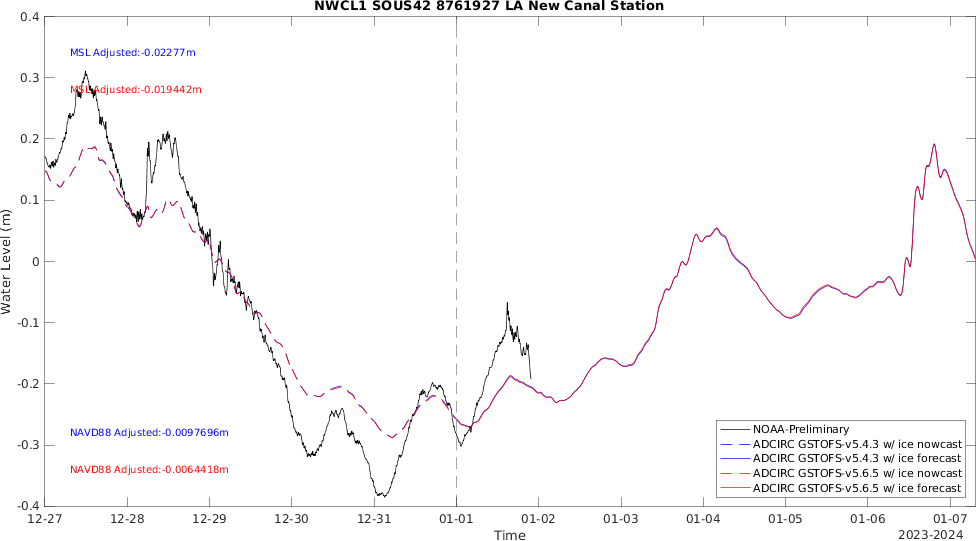 NWCL1 SOUS42 8761927 LA New Canal Station
0.4
0.3
0.2
0.1
0
-0.1
-0.2
-0.3
-0.4
Water Level (m)
MSL Adjusted:-0.02277m
MSL Adjusted:-0.019442m
NAVD88 Adjusted:-0.0097696m
NAVD88 Adjusted:-0.0064418m
NOAA-Preliminary
ADCIRC GSTOFS-v5.4.3 w/ ice nowcast
ADCIRC GSTOFS-v5.4.3 w/ ice forecast
ADCIRC GSTOFS-v5.6.5 w/ ice nowcast
ADCIRC GSTOFS-v5.6.5 w/ ice forecast
12-27 12-28 12-29 12-30 12-31 01-01 01-02 01-03 01-04 01-05 01-06 01-07
Time
2023-2024